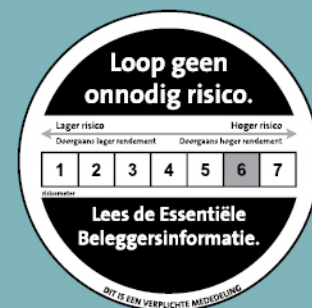 Loop geen
onnodig risico.
Lager risico Hoger risico
Doorgaans lager rendement Doorgaans hoger rendement
1 2 3 4 5 6 7
risicometer
Lees de Essentiële
Beleggersinformatie.
DIT IS EEN VERPLICHTE MEDEDELING